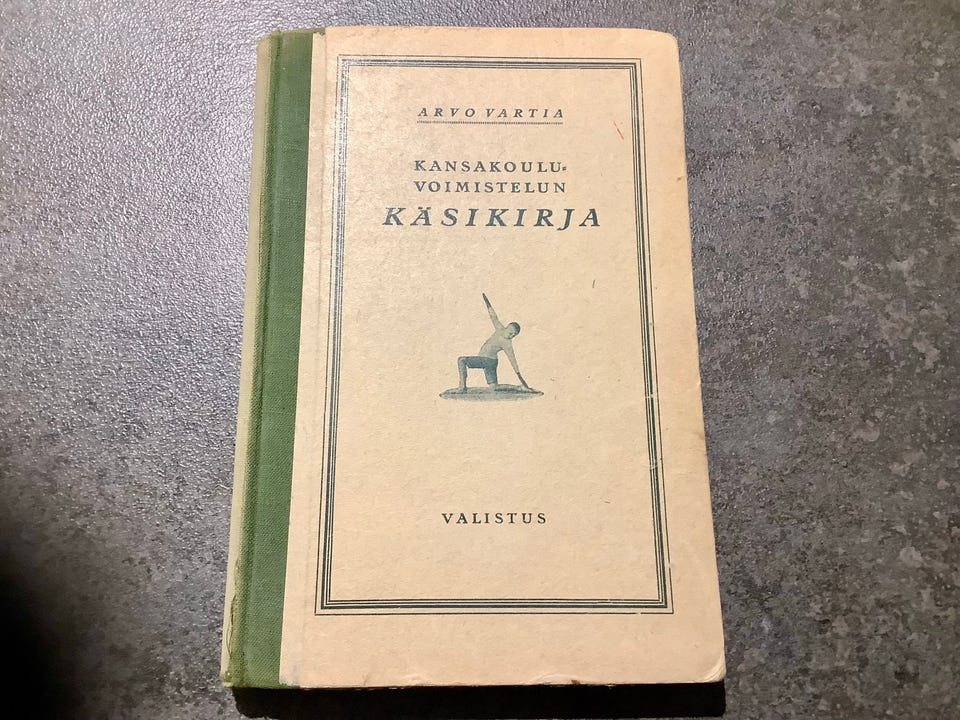 ARVO VARTIA
KANSAKOULU-
VOIMISTELUN
KÄSIKIRJA
VALISTUS